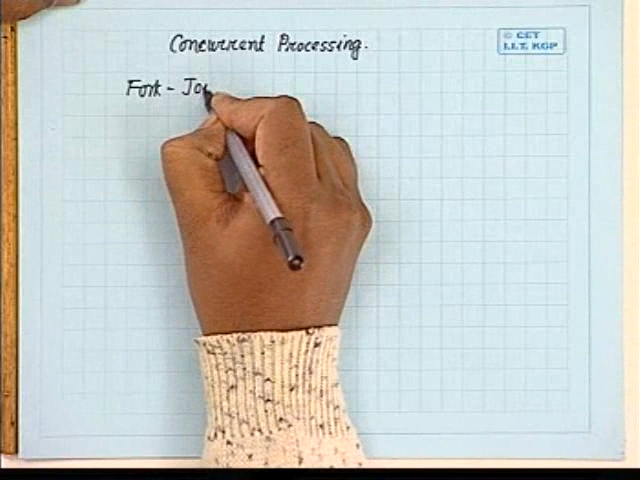 Concurrent Processing.
© CET
I.I.T. KGP
Fork - Jo